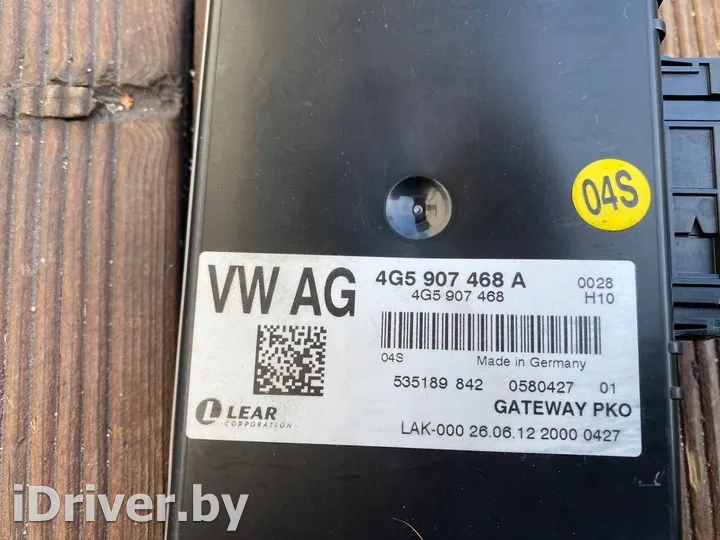 04S
VW AG
4G5 907 468 A
4G5 907 468
0028
H10
04S
Made in Germany
535189 842 0580427 01
LEAR
CORPORATION
GATEWAY PKO
LAK-000 26.06.12 2000 0427
iDriver.by